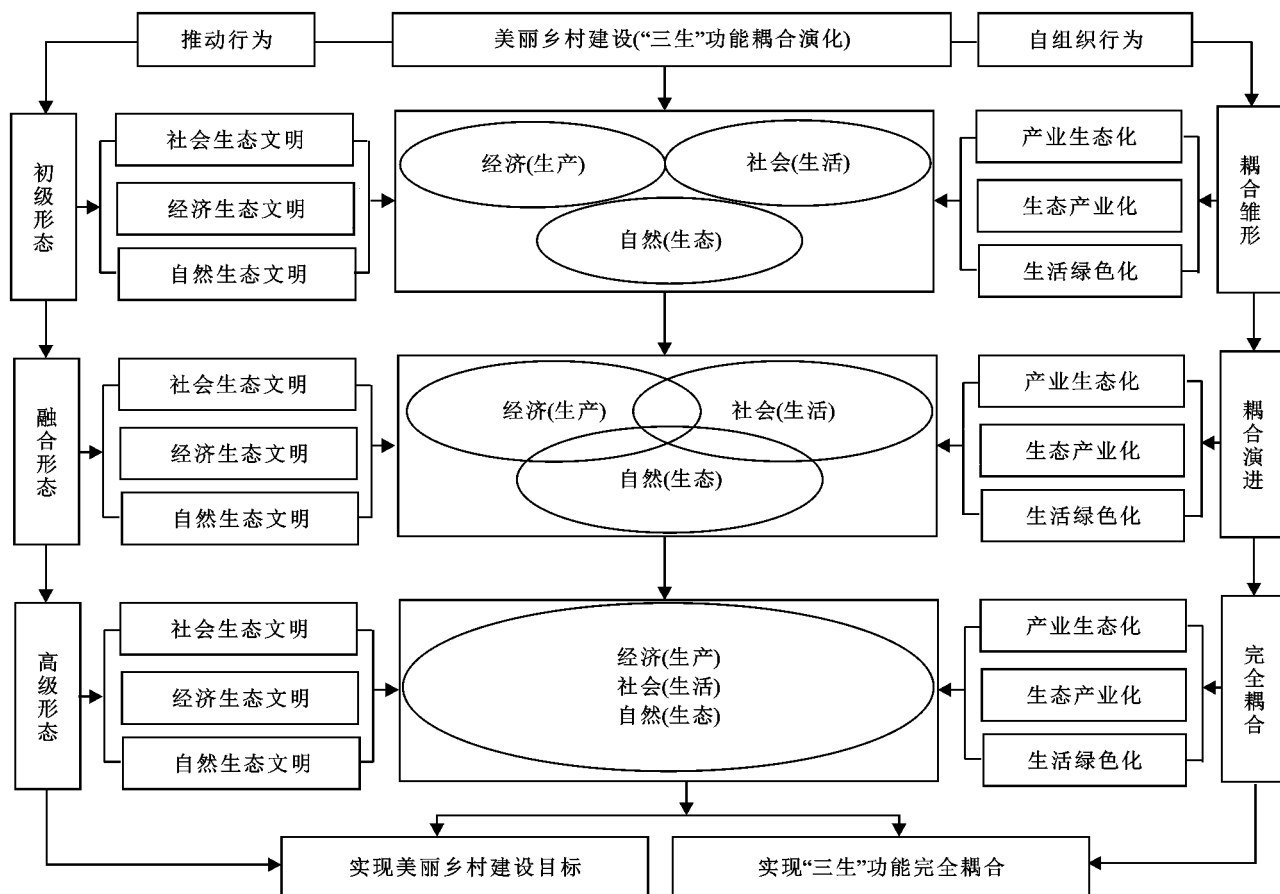 推动行为
美丽乡村建设(“三生”功能耦合演化)
自组织行为
初级形态
社会生态文明
经济生态文明
自然生态文明
经济(生产)
社会(生活)
自然(生态)
产业生态化
生态产业化
生活绿色化
耦合雏形
融合形态
社会生态文明
经济生态文明
自然生态文明
经济(生产)
社会(生活)
自然(生态)
产业生态化
生态产业化
生活绿色化
耦合演进
高级形态
社会生态文明
经济生态文明
自然生态文明
经济(生产)
社会(生活)
自然(生态)
产业生态化
生态产业化
生活绿色化
完全耦合
实现美丽乡村建设目标
实现“三生”功能完全耦合